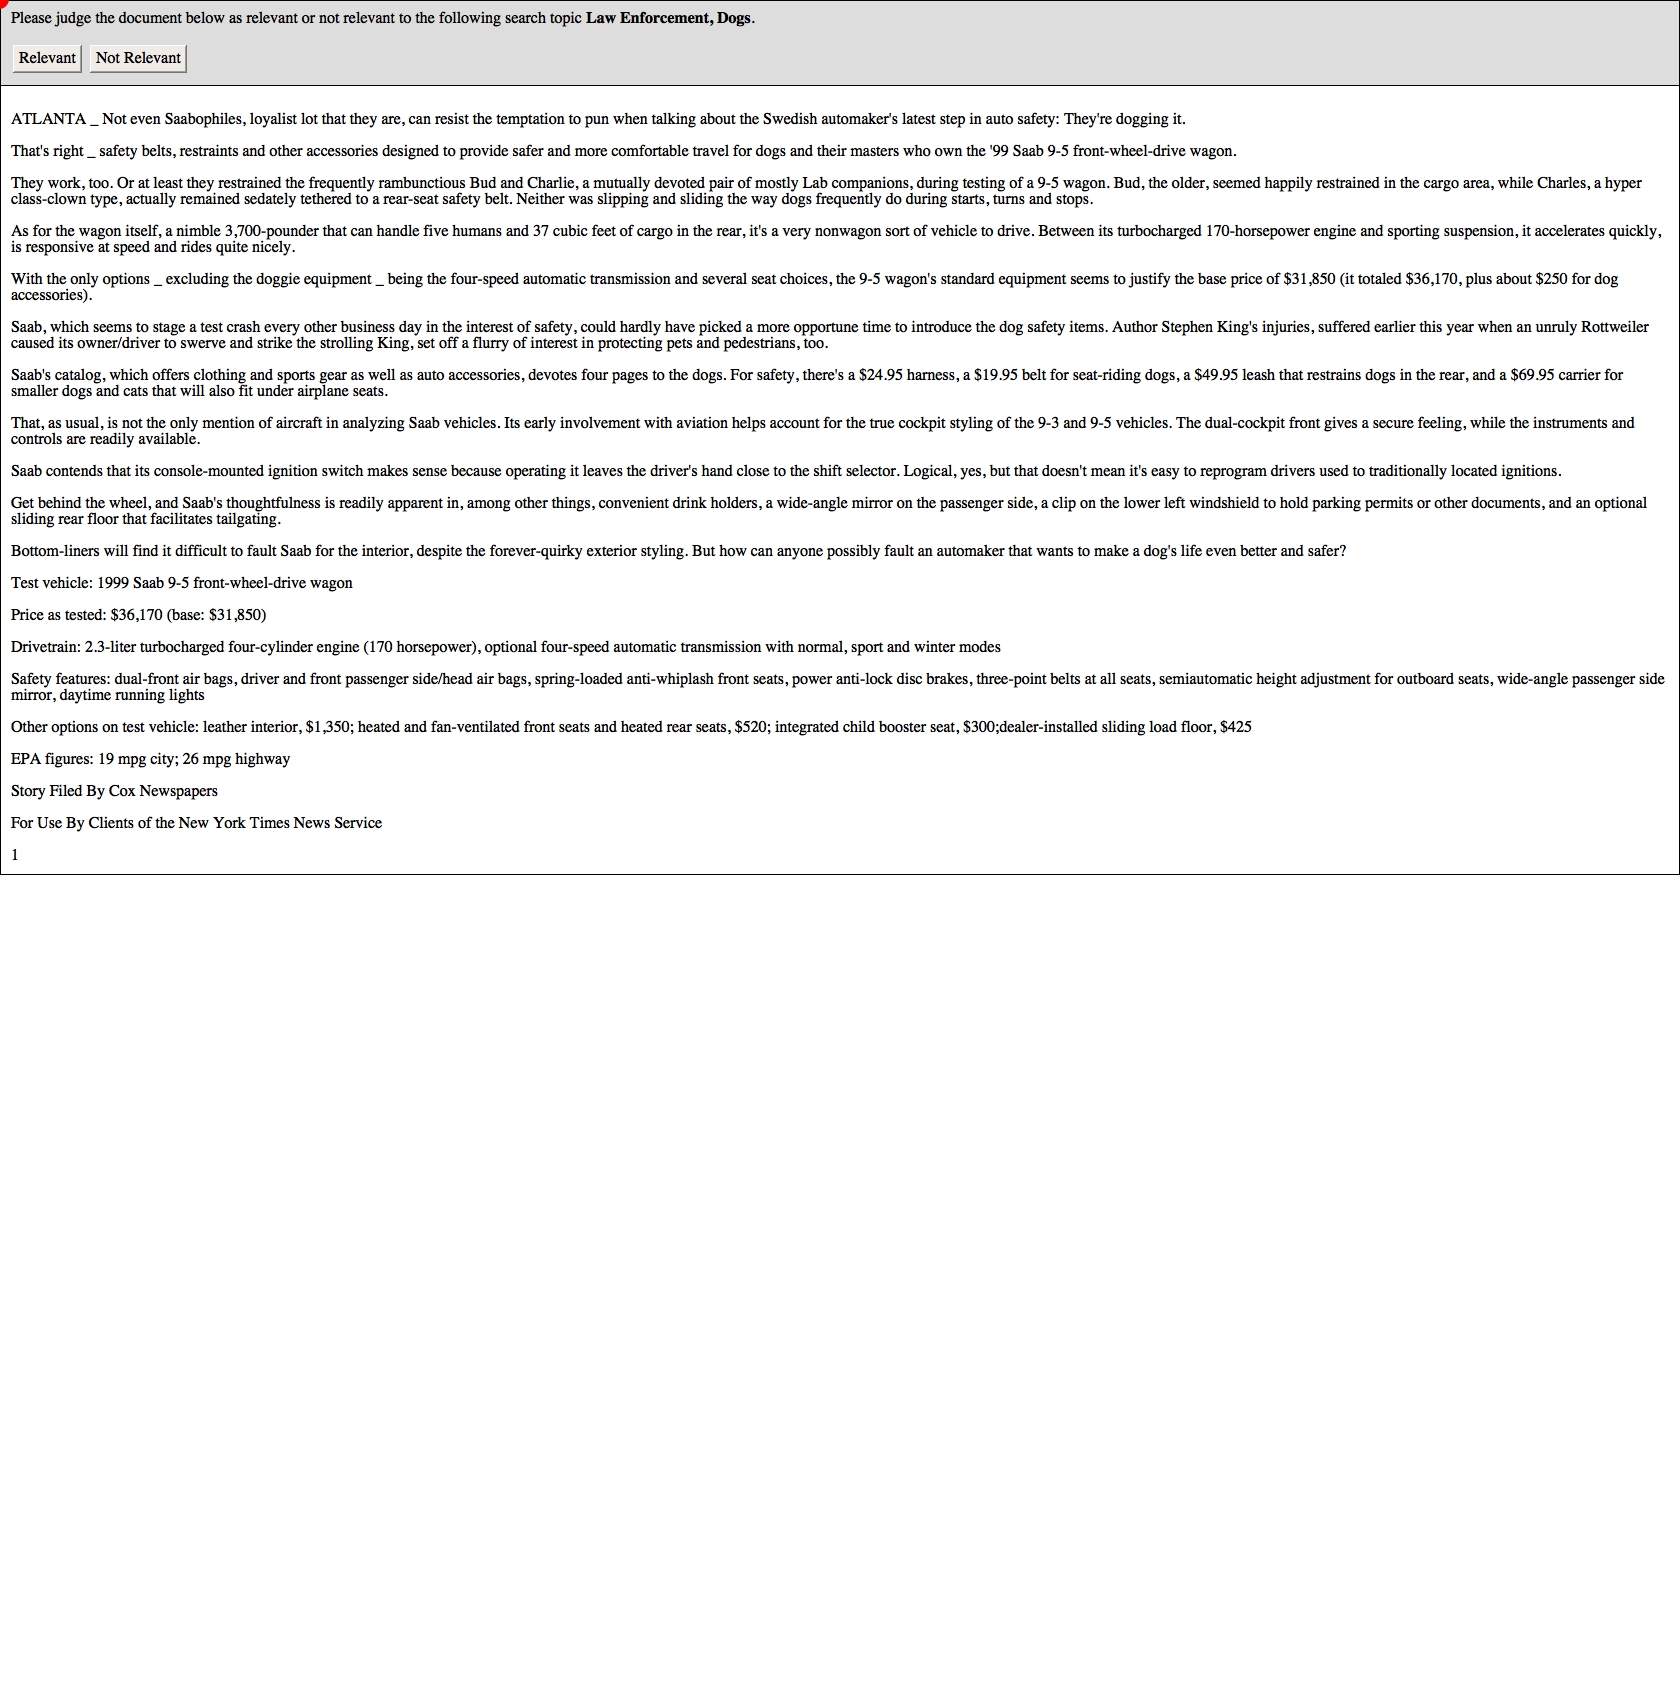 Please judge the document below as relevant or not relevant to the following search topic Law Enforcement, Dogs.
Relevant Not Relevant
ATLANTA _ Not even Saabophiles, loyalist lot that they are, can resist the temptation to pun when talking about the Swedish automaker's latest step in auto safety: They're dogging it.
That's right _ safety belts, restraints and other accessories designed to provide safer and more comfortable travel for dogs and their masters who own the '99 Saab 9-5 front-wheel-drive wagon.
They work, too. Or at least they restrained the frequently rambunctious Bud and Charlie, a mutually devoted pair of mostly Lab companions, during testing of a 9-5 wagon. Bud, the older, seemed happily restrained in the cargo area, while Charles, a hyper
class-clown type, actually remained sedately tethered to a rear-seat safety belt. Neither was slipping and sliding the way dogs frequently do during starts, turns and stops.
As for the wagon itself, a nimble 3,700-pounder that can handle five humans and 37 cubic feet of cargo in the rear, it's a very nonwagon sort of vehicle to drive. Between its turbocharged 170-horsepower engine and sporting suspension, it accelerates quickly,
is responsive at speed and rides quite nicely.
With the only options _ excluding the doggie equipment _ being the four-speed automatic transmission and several seat choices, the 9-5 wagon's standard equipment seems to justify the base price of $31,850 (it totaled $36,170, plus about $250 for dog
accessories).
Saab, which seems to stage a test crash every other business day in the interest of safety, could hardly have picked a more opportune time to introduce the dog safety items. Author Stephen King's injuries, suffered earlier this year when an unruly Rottweiler
caused its owner/driver to swerve and strike the strolling King, set off a flurry of interest in protecting pets and pedestrians, too.
Saab's catalog, which offers clothing and sports gear as well as auto accessories, devotes four pages to the dogs. For safety, there's a $24.95 harness, a $19.95 belt for seat-riding dogs, a $49.95 leash that restrains dogs in the rear, and a $69.95 carrier for
smaller dogs and cats that will also fit under airplane seats.
That, as usual, is not the only mention of aircraft in analyzing Saab vehicles. Its early involvement with aviation helps account for the true cockpit styling of the 9-3 and 9-5 vehicles. The dual-cockpit front gives a secure feeling, while the instruments and
controls are readily available.
Saab contends that its console-mounted ignition switch makes sense because operating it leaves the driver's hand close to the shift selector. Logical, yes, but that doesn't mean it's easy to reprogram drivers used to traditionally located ignitions.
Get behind the wheel, and Saab's thoughtfulness is readily apparent in, among other things, convenient drink holders, a wide-angle mirror on the passenger side, a clip on the lower left windshield to hold parking permits or other documents, and an optional
sliding rear floor that facilitates tailgating.
Bottom-liners will find it difficult to fault Saab for the interior, despite the forever-quirky exterior styling. But how can anyone possibly fault an automaker that wants to make a dog's life even better and safer?
Test vehicle: 1999 Saab 9-5 front-wheel-drive wagon
Price as tested: $36,170 (base: $31,850)
Drivetrain: 2.3-liter turbocharged four-cylinder engine (170 horsepower), optional four-speed automatic transmission with normal, sport and winter modes
Safety features: dual-front air bags, driver and front passenger side/head air bags, spring-loaded anti-whiplash front seats, power anti-lock disc brakes, three-point belts at all seats, semiautomatic height adjustment for outboard seats, wide-angle passenger side
mirror, daytime running lights
Other options on test vehicle: leather interior, $1,350; heated and fan-ventilated front seats and heated rear seats, $520; integrated child booster seat, $300;dealer-installed sliding load floor, $425
EPA figures: 19 mpg city; 26 mpg highway
Story Filed By Cox Newspapers
For Use By Clients of the New York Times News Service
1